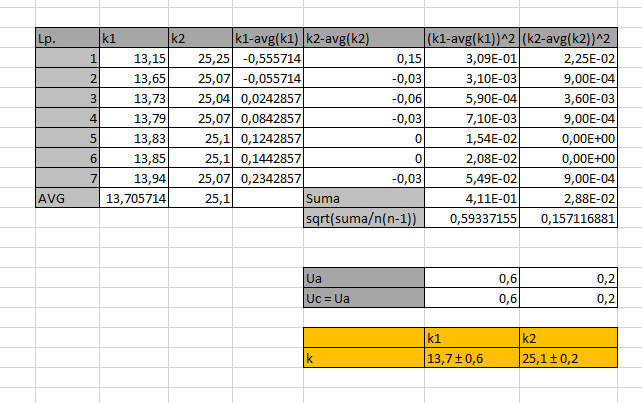 Lp. k1 k2 k1-avg(k1) k2-avg(k2) (k1-avg(k1))^2 (k2-avg(k2))^2
1 13,15 25,25 -0,555714 0,15 3,09E-01 2,25E-02
2 13,65 25,07 -0,055714 -0,03 3,10E-03 9,00E-04
3 13,73 25,04 0,0242857 -0,06 5,90E-04 3,60E-03
4 13,79 25,07 0,0842857 -0,03 7,10E-03 9,00E-04
5 13,83 25,1 0,1242857 0 1,54E-02 0,00E+00
6 13,85 25,1 0,1442857 0 2,08E-02 0,00E+00
7 13,94 25,07 0,2342857 -0,03 5,49E-02 9,00E-04
AVG 13,705714 25,1 Suma 4,11E-01 2,88E-02
sqrt(suma/n(n-1)) 0,59337155 0,157116881
Ua 0,6 0,2
Uc = Ua 0,6 0,2
k1 k2
k 13,7 ± 0,6 25,1 ± 0,2